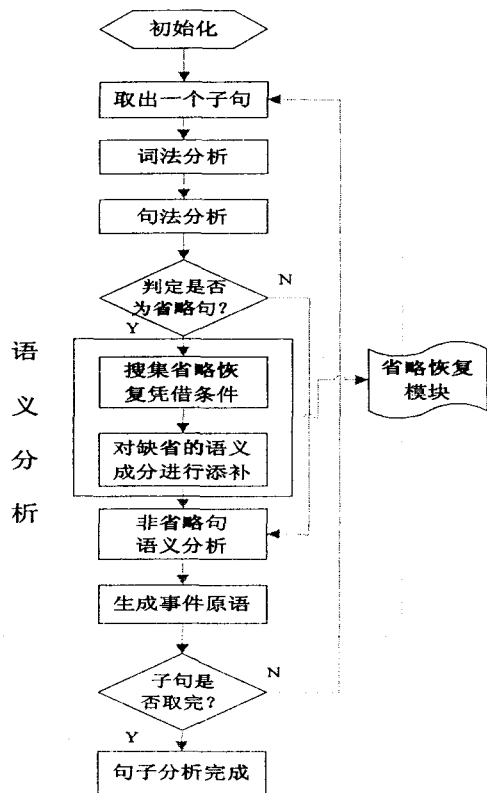 初始化
取出一个子句
词法分析
句法分析
判定是否
为省略句？
N
Y
语
义
分
析
搜集省略恢
复凭借条件
对缺省的语义
成分进行添补
省略恢复
模块
非省略句
语义分析
生成事件原语
子句是
否取完？
N
Y
句子分析完成